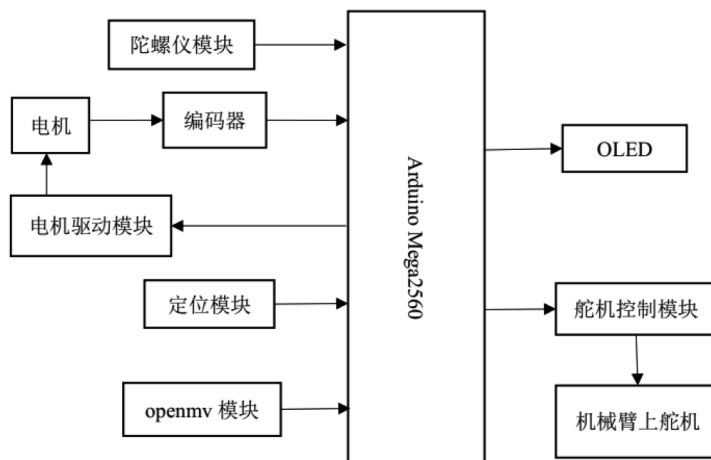 陀螺仪模块
电机
编码器
电机驱动模块
定位模块
openmv 模块
Arduino Mega2560
OLED
舵机控制模块
机械臂上舵机